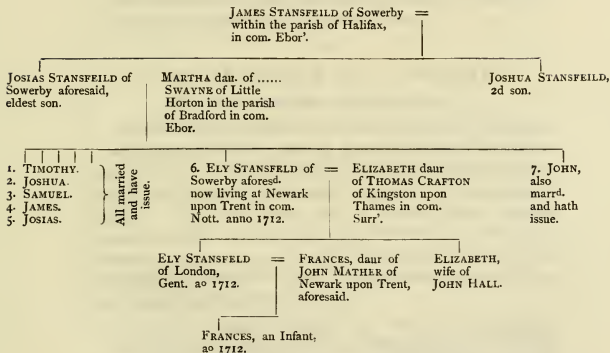 JAMES STANSFEILD of Sowerby =
within the parish of Halifax,
in com. Ebor'.
JOSIAS STANSFEILD of
Sowerby aforesaid,
eldest son.
MARTHA dau. of ......
SWAYNE of Little
Horton in the parish
of Bradford in com.
Ebor.
JOSHUA STANSFEILD,
2d son.
1. TIMOTHY.
2. JOSHUA.
3. SAMUEL.
4. JAMES.
5. JOSIAS.
All married
and have
issue.
6. ELY STANSFELD of =
Sowerby aforesd.
now living at Newark
upon Trent in com.
Nott. anno 1712.
ELIZABETH daur
of THOMAS CRAFTON
of Kingston upon
Thames in com.
Surr'.
7. JOHN,
also
marrd.
and hath
issue.
ELY STANSFELD =
of London,
Gent. ao 1712.
FRANCES, daur of
JOHN MATHER of
Newark upon Trent,
aforesaid.
ELIZABETH,
wife of
JOHN HALL.
FRANCES, an Infant,
ao 1712.